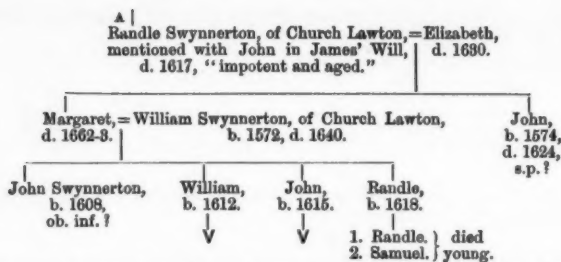 A
Randle Swynnerton, of Church Lawton,=Elizabeth,
mentioned with John in James' Will, d. 1630.
d. 1617, "impotent and aged."
Margaret,=William Swynnerton, of Church Lawton, John,
d. 1662-3. b. 1572, d. 1640. b. 1574,
d. 1624,
s.p. ?
John Swynnerton, William, John, Randle,
b. 1608, b. 1612. b. 1615. b. 1618.
ob. inf. ?
V V 1. Randle. } died
2. Samuel. } young.